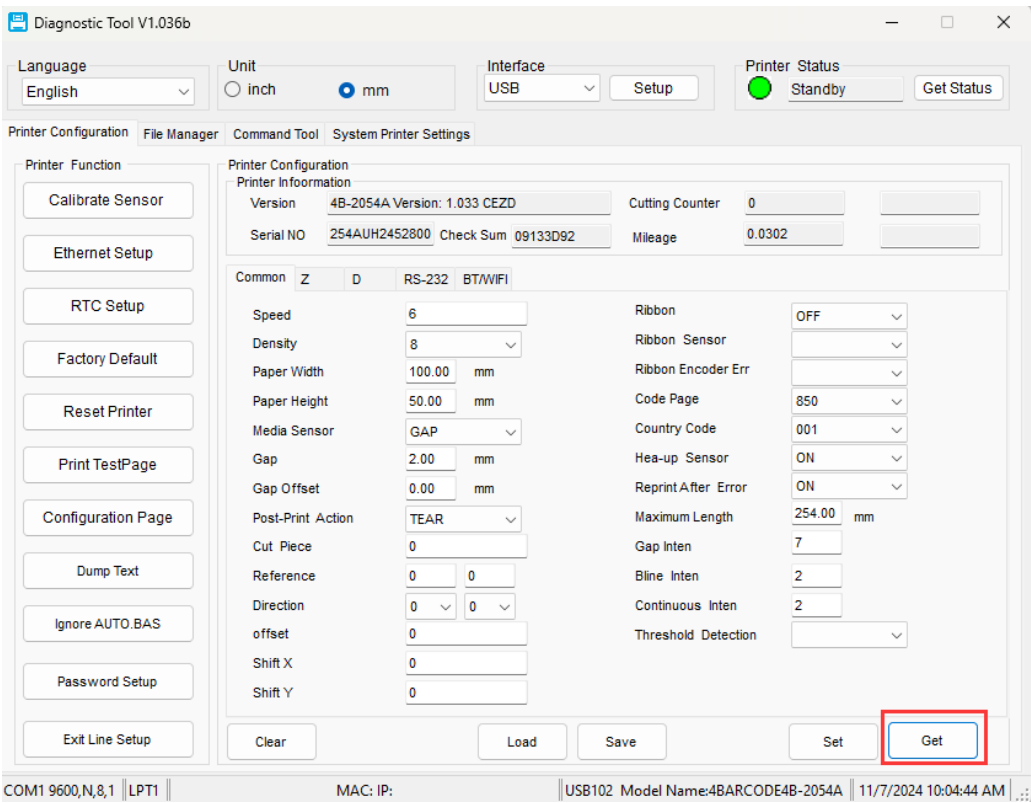 Diagnostic Tool V1.036b
Language
Unit
Interface
Printer Status
English
inch
mm
USB
Setup
Standby
Get Status
Printer Configuration
File Manager
Command Tool
System Printer Settings
Printer Function
Calibrate Sensor
Ethernet Setup
RTC Setup
Factory Default
Reset Printer
Print TestPage
Configuration Page
Dump Text
Ignore AUTO.BAS
Password Setup
Exit Line Setup
Printer Configuration
Printer Infoormation
Version 4B-2054A Version: 1.033 CEZD Cutting Counter 0
Serial NO 254AUH2452800 Check Sum 09133D92 Mileage 0.0302
Common Z D RS-232 BT/WIFI
Speed 6
Density 8
Paper Width 100.00 mm
Paper Height 50.00 mm
Media Sensor GAP
Gap 2.00 mm
Gap Offset 0.00 mm
Post-Print Action TEAR
Cut Piece 0
Reference 0 0
Direction 0 0
offset 0
Shift X 0
Shift Y 0
Ribbon OFF
Ribbon Sensor
Ribbon Encoder Err
Code Page 850
Country Code 001
Hea-up Sensor ON
Reprint After Error ON
Maximum Length 254.00 mm
Gap Inten 7
Bline Inten 2
Continuous Inten 2
Threshold Detection
Clear
Load
Save
Set
Get
COM1 9600,N,8,1 LPT1 MAC: IP: USB102 Model Name:4BARCODE4B-2054A 11/7/2024 10:04:44 AM